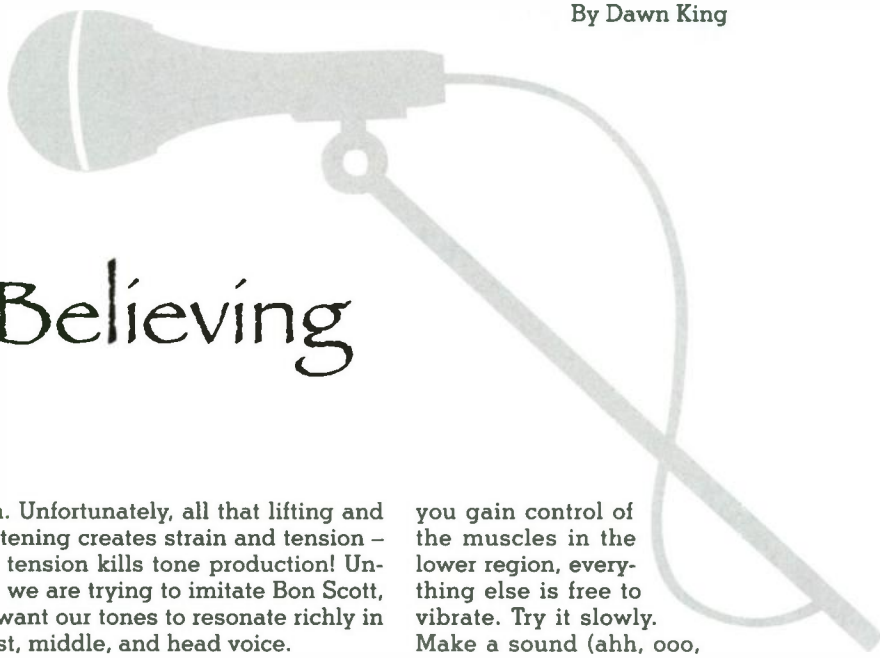 By Dawn King
Believing
. Unfortunately, all that lifting and
tening creates strain and tension –
tension kills tone production! Un-
we are trying to imitate Bon Scott,
want our tones to resonate richly in
st, middle, and head voice.
you gain control of
the muscles in the
lower region, every-
thing else is free to
vibrate. Try it slowly.
Make a sound (ahh, ooo,